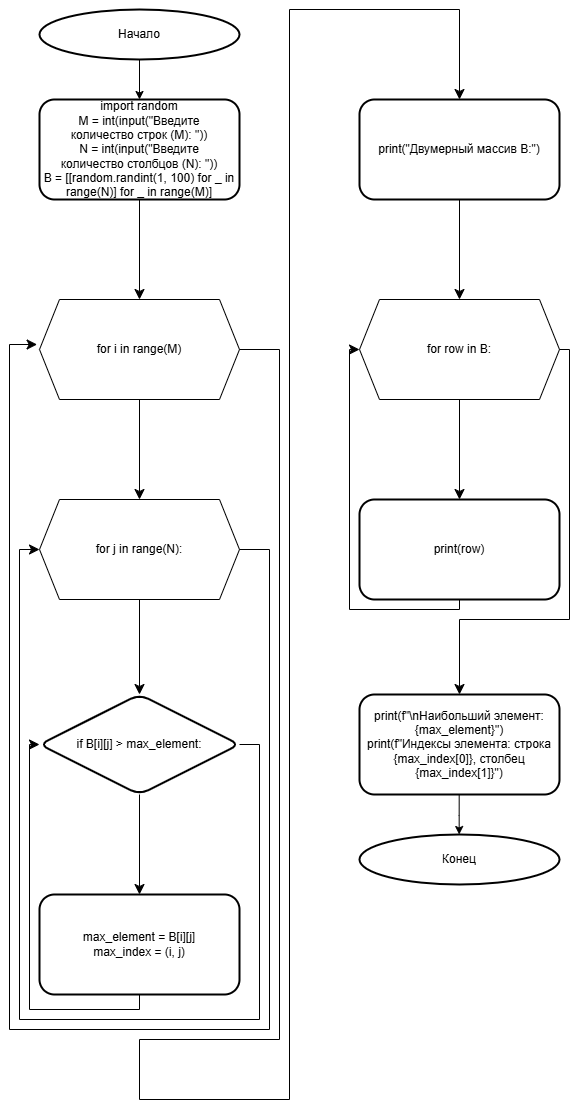 Начало
import random
M = int(input("Введите
количество строк (M): "))
N = int(input("Введите
количество столбцов (N): "))
B = [[random.randint(1, 100) for _ in
range(N)] for _ in range(M)]
for i in range(M)
for j in range(N):
if B[i][j] > max_element:
max_element = B[i][j]
max_index = (i, j)
print("Двумерный массив B:")
for row in B:
print(row)
print(f"\nНаибольший элемент:
{max_element}")
print(f"Индексы элемента: строка
{max_index[0]}, столбец
{max_index[1]}")
Конец